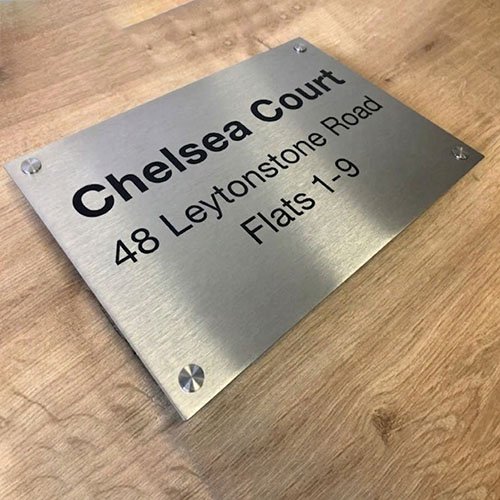 Chelsea Court
48 Leytonstone Road
Flats 1-9